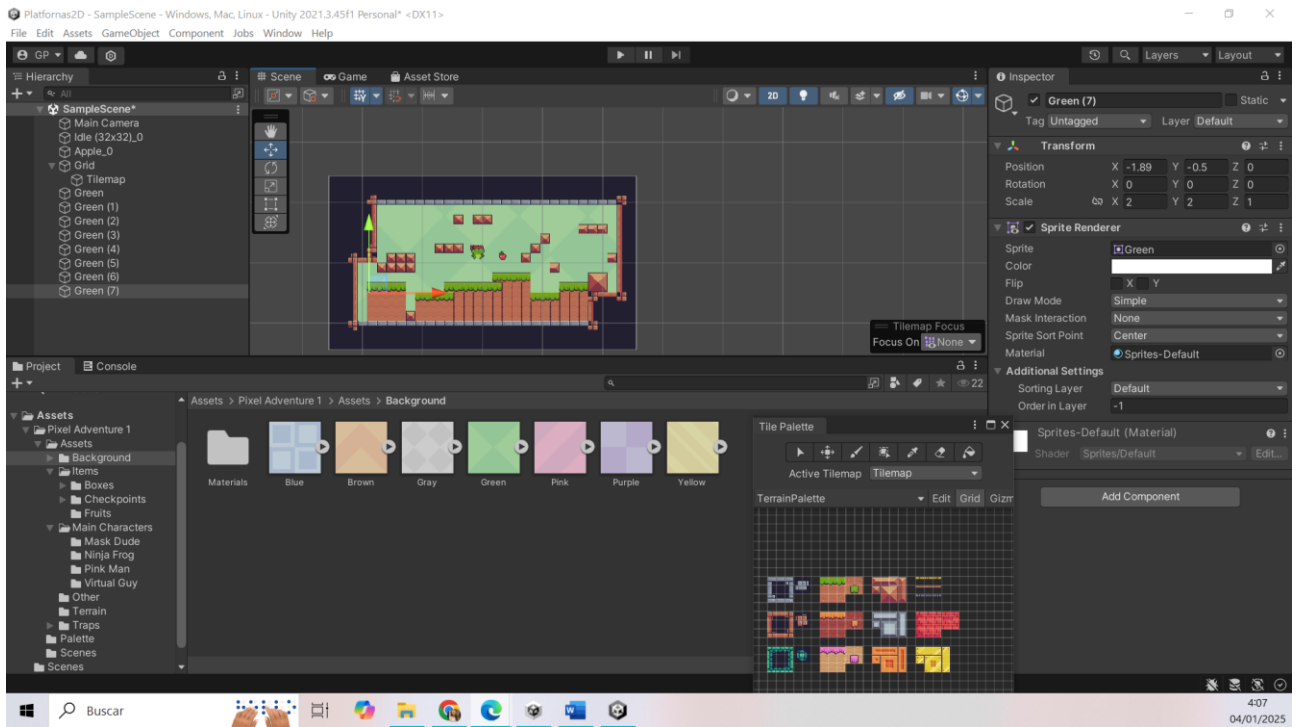 Platfornas2D - SampleScene - Windows, Mac, Linux - Unity 2021.3.45f1 Personal* <DX11>
File Edit Assets GameObject Component Jobs Window Help
GP Layers Layout
Hierarchy
All
SampleScene*
Main Camera
Idle (32x32)_0
Apple_0
Grid
Tilemap
Green
Green (1)
Green (2)
Green (3)
Green (4)
Green (5)
Green (6)
Green (7)
Scene Game Asset Store
2D
Tilemap Focus
Focus On None
Inspector
Green (7) Static
Tag Untagged Layer Default
Transform
Position X -1.89 Y -0.5 Z 0
Rotation X 0 Y 0 Z 0
Scale X 2 Y 2 Z 1
Sprite Renderer
Sprite Green
Color
Flip X Y
Draw Mode Simple
Mask Interaction None
Sprite Sort Point Center
Material Sprites-Default
Additional Settings
Sorting Layer Default
Order in Layer -1
Sprites-Default (Material)
Shader Sprites/Default Edit...
Add Component
Project Console
22
Assets
Pixel Adventure 1
Assets
Background
Items
Boxes
Checkpoints
Fruits
Main Characters
Mask Dude
Ninja Frog
Pink Man
Virtual Guy
Other
Terrain
Traps
Palette
Scenes
Scenes
Assets > Pixel Adventure 1 > Assets > Background
Materials Blue Brown Gray Green Pink Purple Yellow
Tile Palette
Active Tilemap Tilemap
TerrainPalette Edit Grid Gizm
Buscar
4:07
04/01/2025